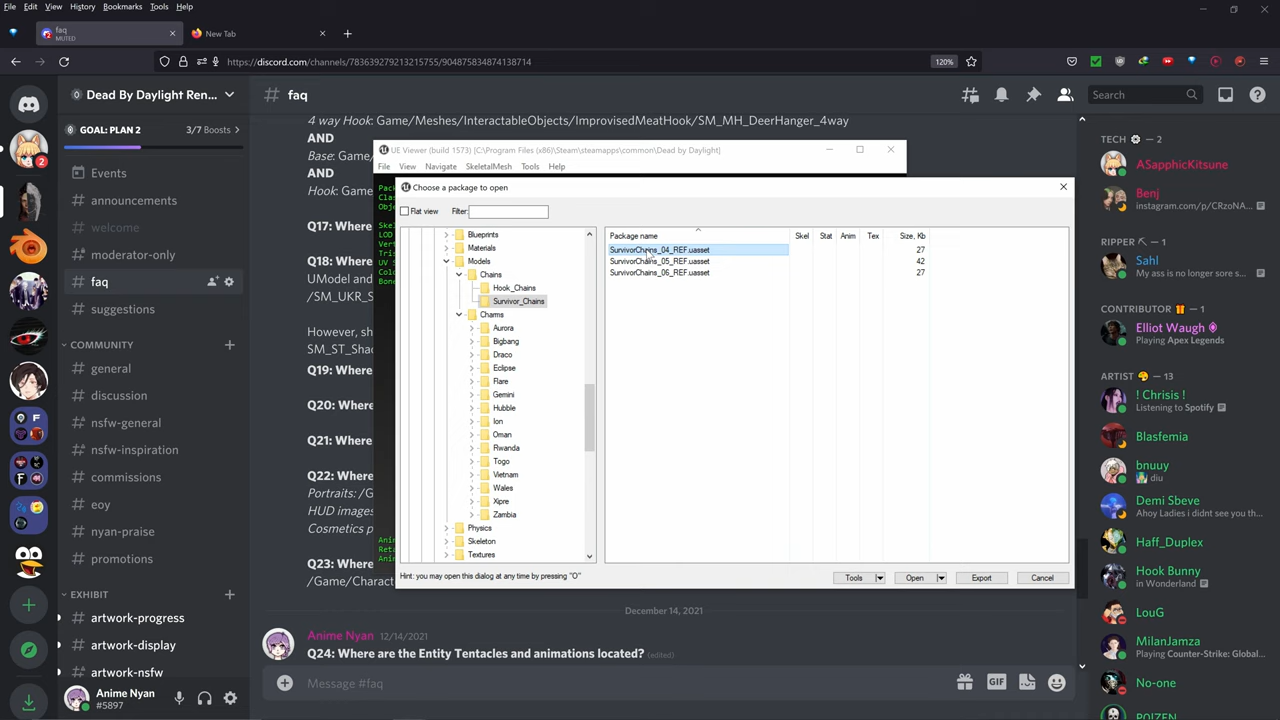 File Edit View History Bookmarks Tools Help
faq
MUTED
New Tab
https://discord.com/channels/783639279213215755/904875834874138714
120%
Dead By Daylight Ren...
faq
Search
GOAL: PLAN 2
3/7 Boosts
Events
announcements
welcome
moderator-only
faq
suggestions
COMMUNITY
general
discussion
nsfw-general
nsfw-inspiration
commissions
eoy
nyan-praise
promotions
EXHIBIT
artwork-progress
artwork-display
artwork-nsfw
Anime Nyan
#5897
4 way Hook: Game/Meshes/InteractableObjects/ImprovisedMeatHook/SM_MH_DeerHanger_4way
AND
Base: Game/
AND
Hook: Game
Q17: Where
UModel and
/SM_UKR_S
However, sh
SM_ST_Shac
Q18: Where
Q19: Where
Q20: Where
Q21: Where
Q22: Where
Portraits: /G
HUD images
Cosmetics p
Q23: Where
/Game/Charac
UE Viewer (build 1573) [C:\Program Files (x86)\Steam\steamapps\common\Dead by Daylight]
File View Navigate SkeletalMesh Tools Help
Choose a package to open
Flat view
Filter:
Blueprints
Materials
Models
Chains
Hook_Chains
Survivor_Chains
Charms
Aurora
Bigbang
Draco
Eclipse
Flare
Gemini
Hubble
Ion
Oman
Rwanda
Togo
Vietnam
Wales
Xipre
Zambia
Physics
Skeleton
Textures
Package name Skel Stat Anim Tex Size, Kb
SurvivorChains_04_REF.uasset 27
SurvivorChains_05_REF.uasset 42
SurvivorChains_06_REF.uasset 27
Hint: you may open this dialog at any time by pressing "O"
Tools
Open
Export
Cancel
December 14, 2021
Anime Nyan 12/14/2021
Q24: Where are the Entity Tentacles and animations located? (edited)
Message #faq
GIF
TECH — 2
ASapphicKitsune
Benj
instagram.com/p/CRzoNA...
RIPPER — 1
Sahl
My ass is no longer sore is...
CONTRIBUTOR — 1
Elliot Waugh
Playing Apex Legends
ARTIST — 13
! Chrisis !
Listening to Spotify
Blasfemia
bnuuy
diu
Demi Sbeve
Ahoy Ladies i didnt see you th...
Haff_Duplex
Hook Bunny
in Wonderland
LouG
MilanJamza
Playing Counter-Strike: Global...
No-one
POIZEN